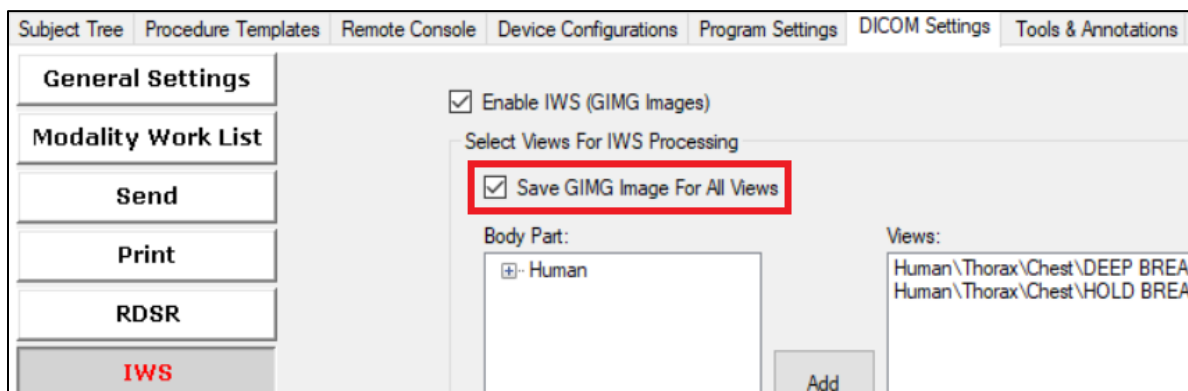 Subject Tree Procedure Templates Remote Console Device Configurations Program Settings DICOM Settings Tools & Annotations
General Settings
Modality Work List
Send
Print
RDSR
IWS
Enable IWS (GIMG Images)
Select Views For IWS Processing
Save GIMG Image For All Views
Body Part:
Human
Add
Views:
Human\Thorax\Chest\DEEP BREA
Human\Thorax\Chest\HOLD BREA